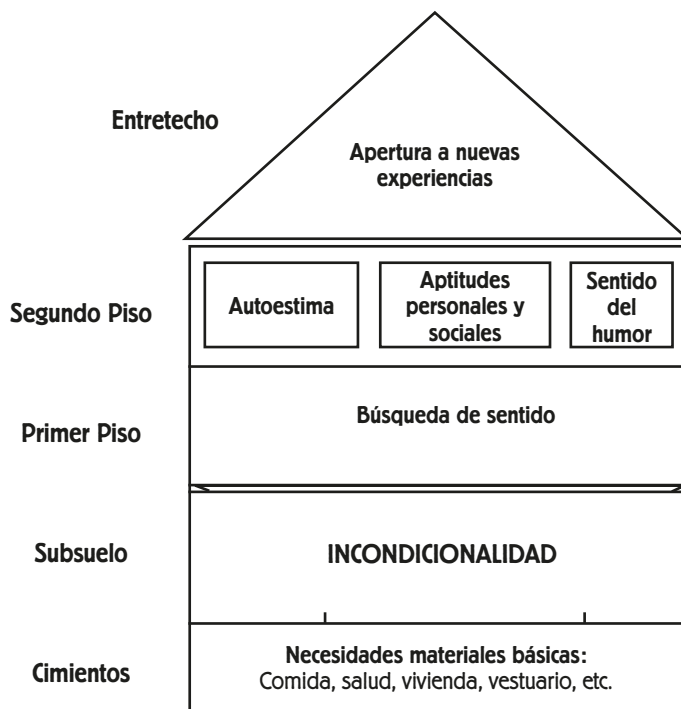 Entretecho
Apertura a nuevas
experiencias
Segundo Piso
Autoestima
Aptitudes
personales y
sociales
Sentido
del
humor
Primer Piso
Búsqueda de sentido
Subsuelo
INCONDICIONALIDAD
Cimientos
Necesidades materiales básicas:
Comida, salud, vivienda, vestuario, etc.